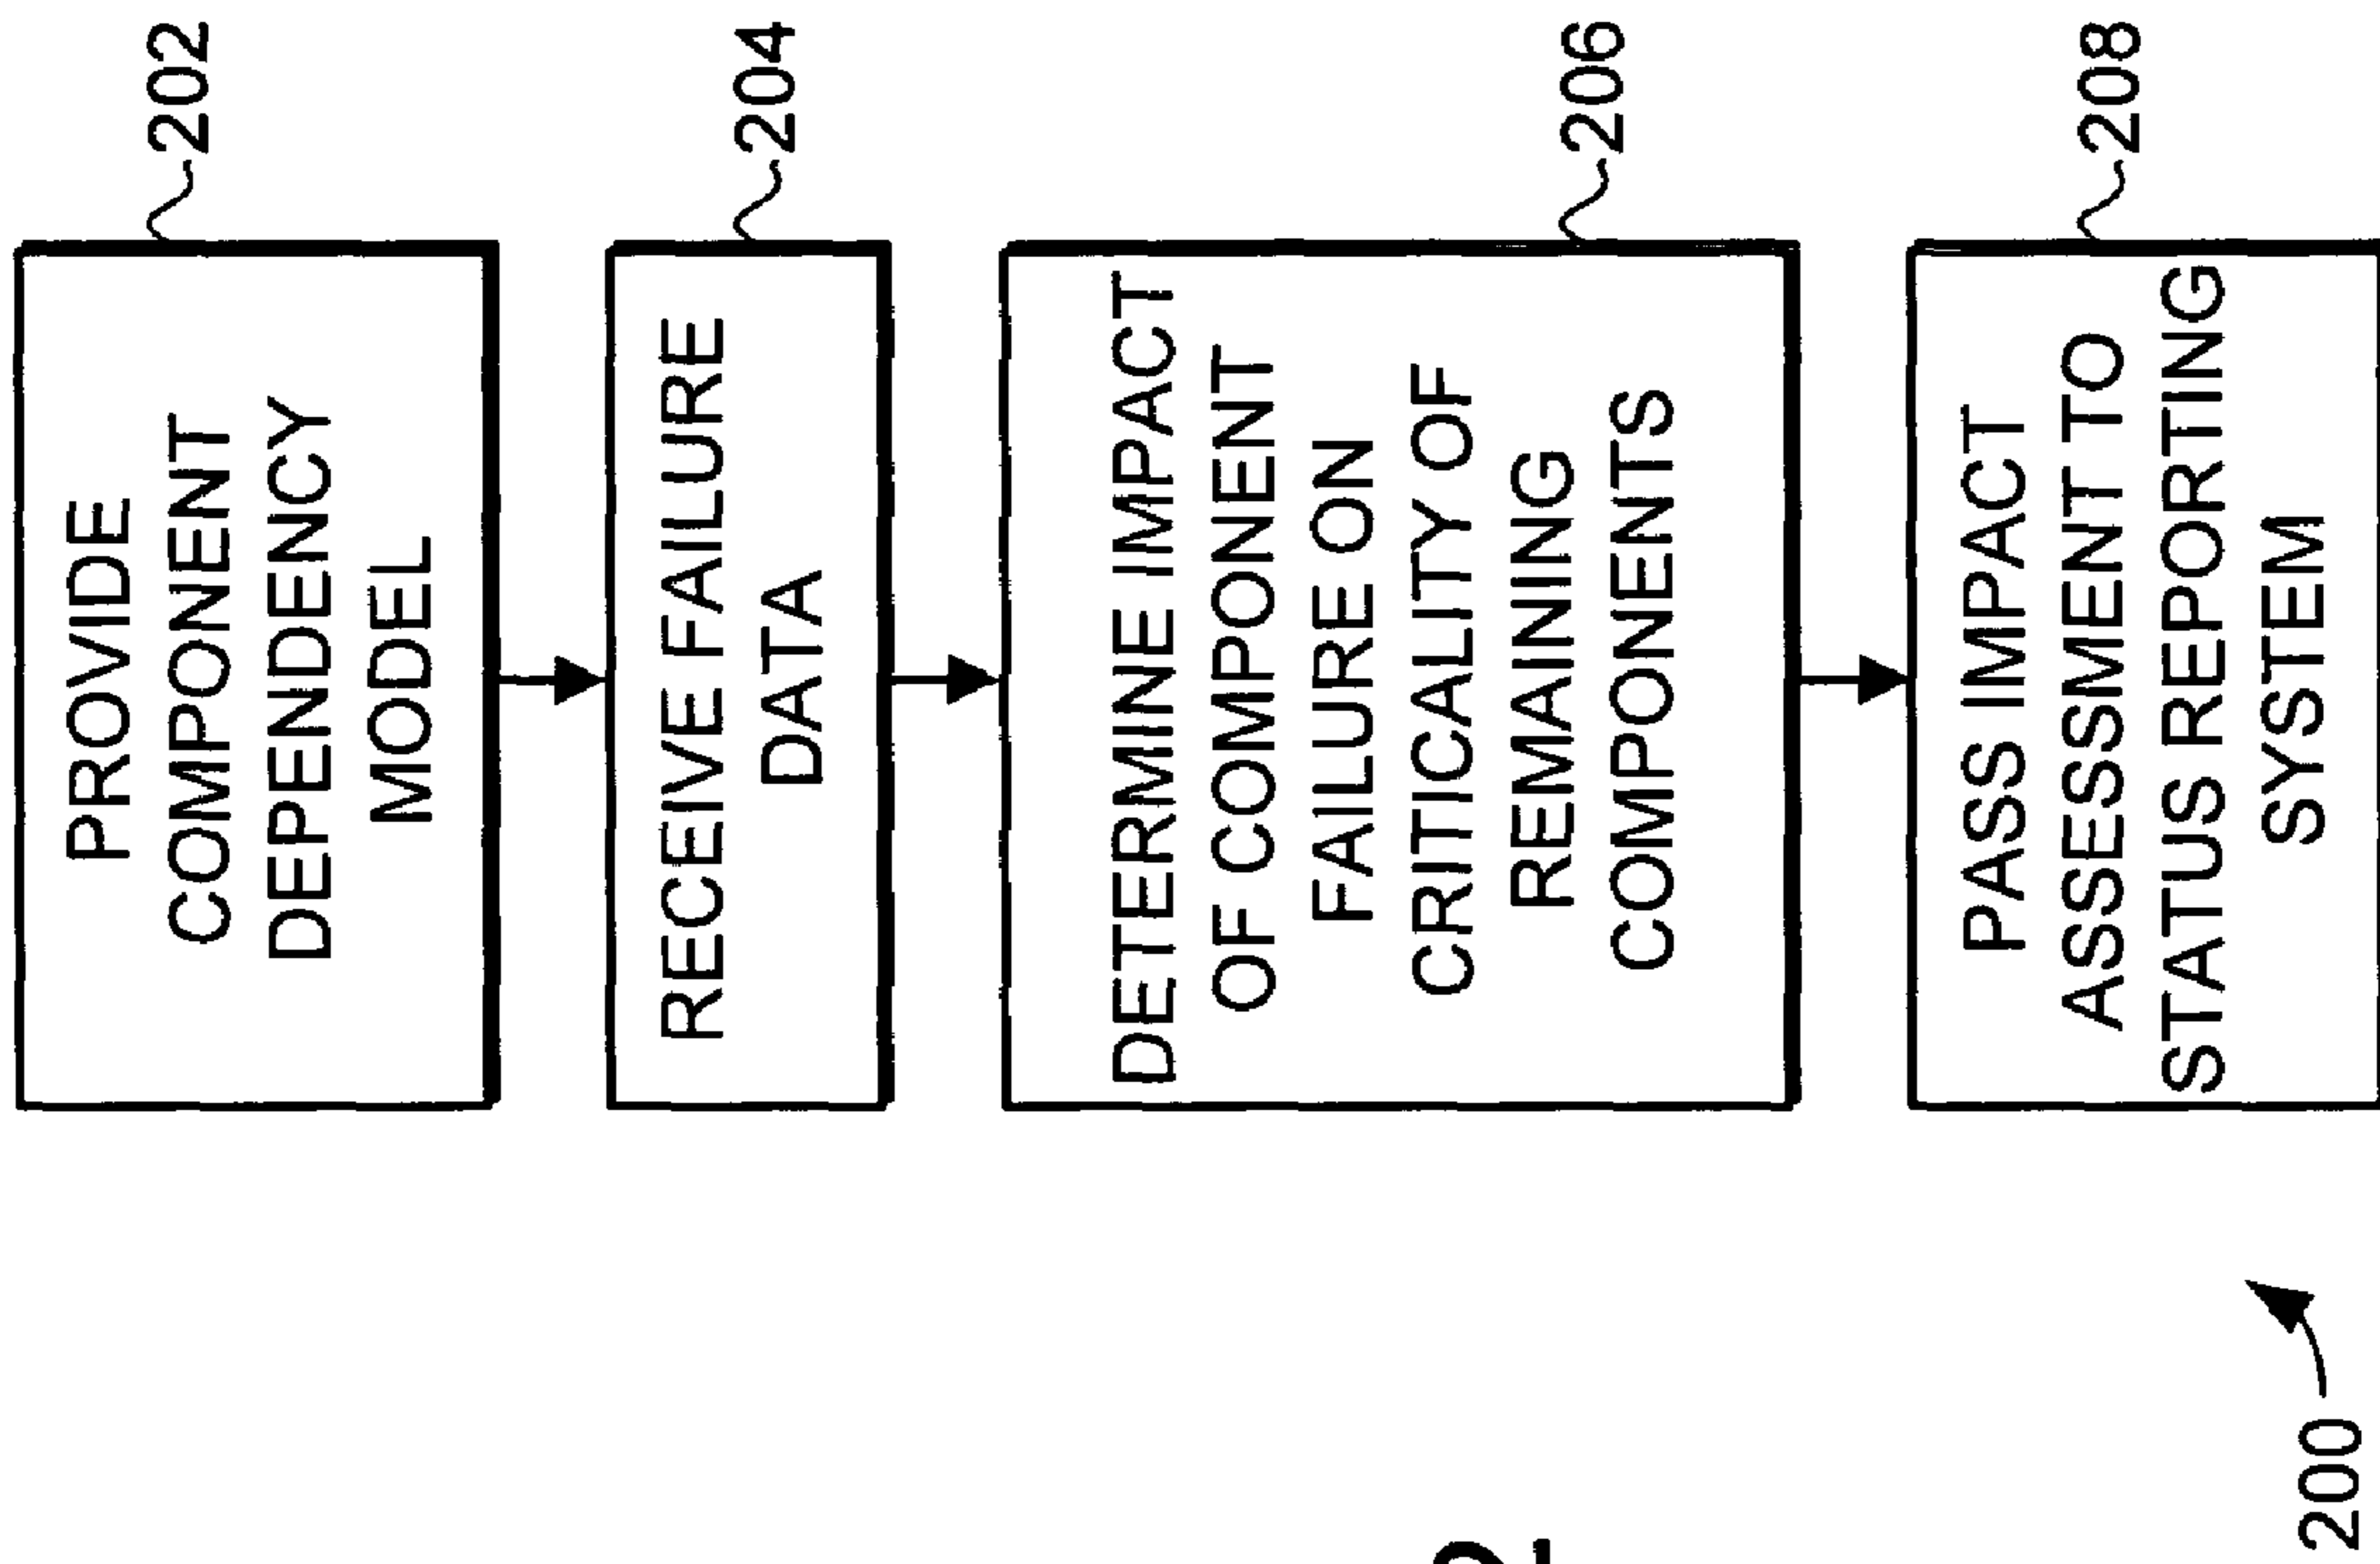 PROVIDE
COMPONENT
DEPENDENCY
MODEL
202
RECEIVE FAILURE
DATA
204
DETERMINE IMPACT
OF COMPONENT
FAILURE ON
CRITICALITY OF
REMAINING
COMPONENTS
206
PASS IMPACT
ASSESSMENT TO
STATUS REPORTING
SYSTEM
208
200